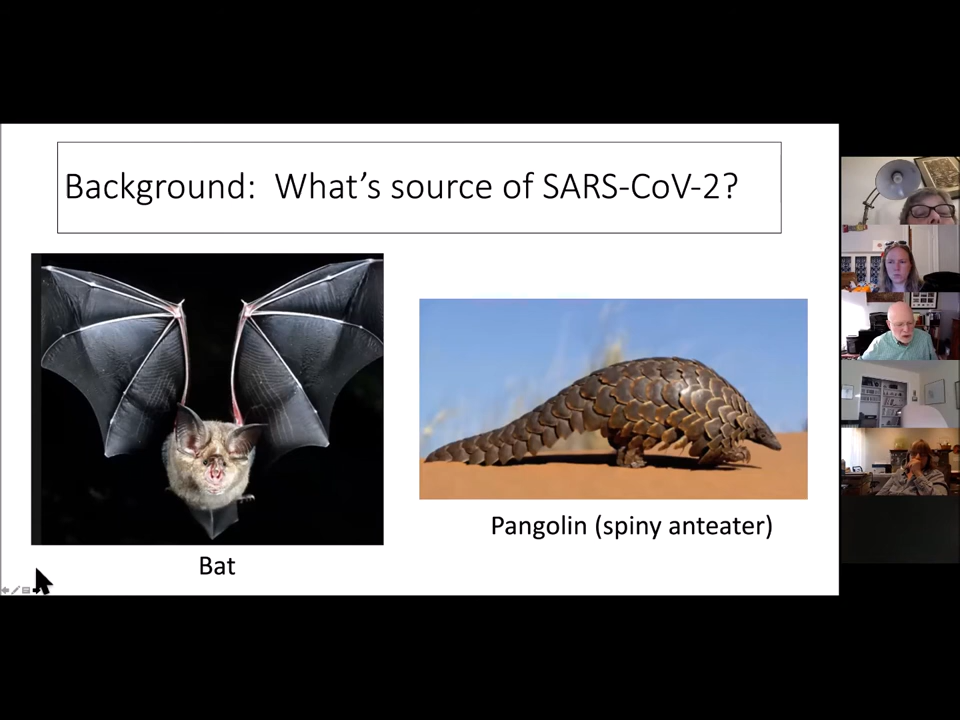 Background: What's source of SARS-CoV-2?
Bat
Pangolin (spiny anteater)